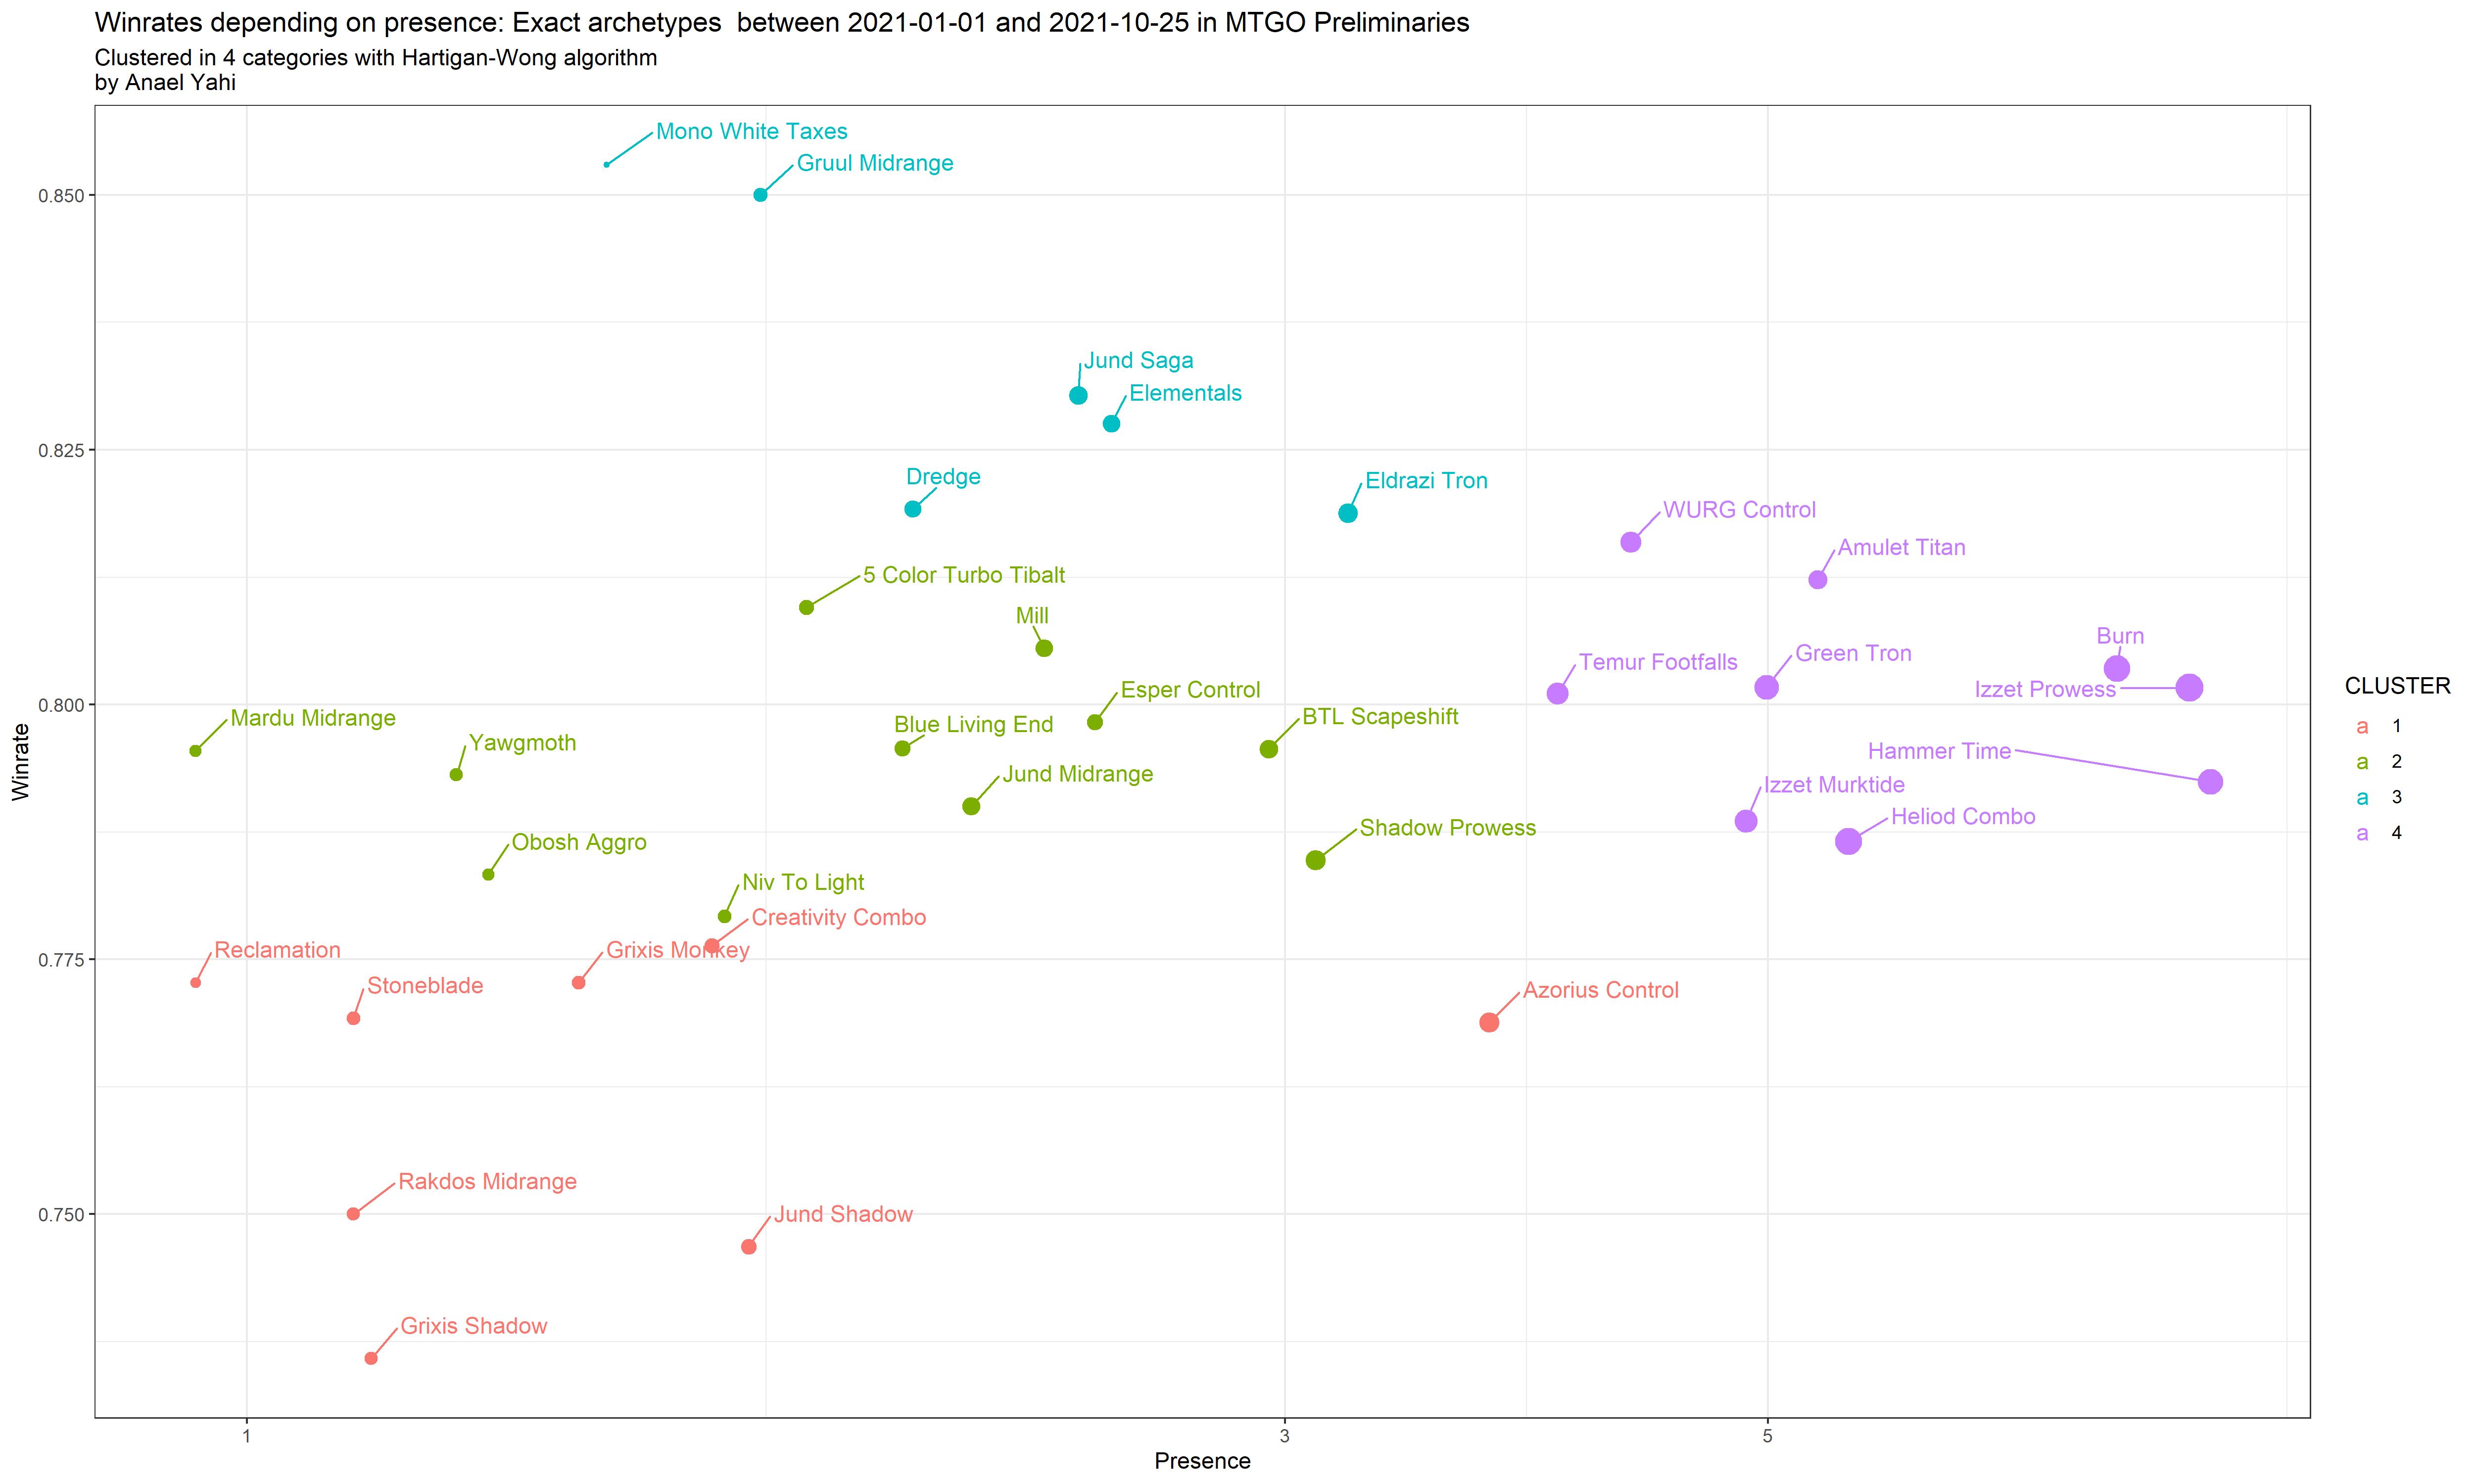 Winrates depending on presence: Exact archetypes  between 2021-01-01 and 2021-10-25 in MTGO Preliminaries
Clustered in 4 categories with Hartigan-Wong algorithm
by Anael Yahi
Mono White Taxes
Gruul Midrange
0.850
Jund Saga
Elementals
0.825
Dredge
Eldrazi Tron
WURG Control
Amulet Titan
5 Color Turbo Tibalt
Mill
Burn
Green Tron
Temur Footfalls
Izzet Prowess
Esper Control
0.800
BTL Scapeshift
Mardu Midrange
Blue Living End
Yawgmoth
Hammer Time
Jund Midrange
Izzet Murktide
Heliod Combo
Shadow Prowess
Obosh Aggro
Niv To Light
Creativity Combo
Reclamation
Grixis Monkey
0.775
Stoneblade
Azorius Control
Rakdos Midrange
0.750
Jund Shadow
Grixis Shadow
Winrate
1
3
5
Presence
CLUSTER
a 1
a 2
a 3
a 4